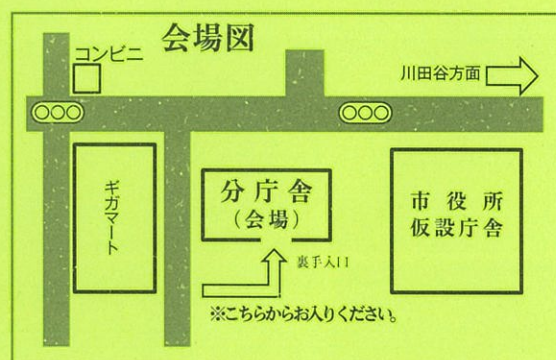 会場図
コンビニ
川田谷方面
ギガマート
分庁舎
(会場)
市役所
仮設庁舎
裏手入口
※こちらからお入りください。